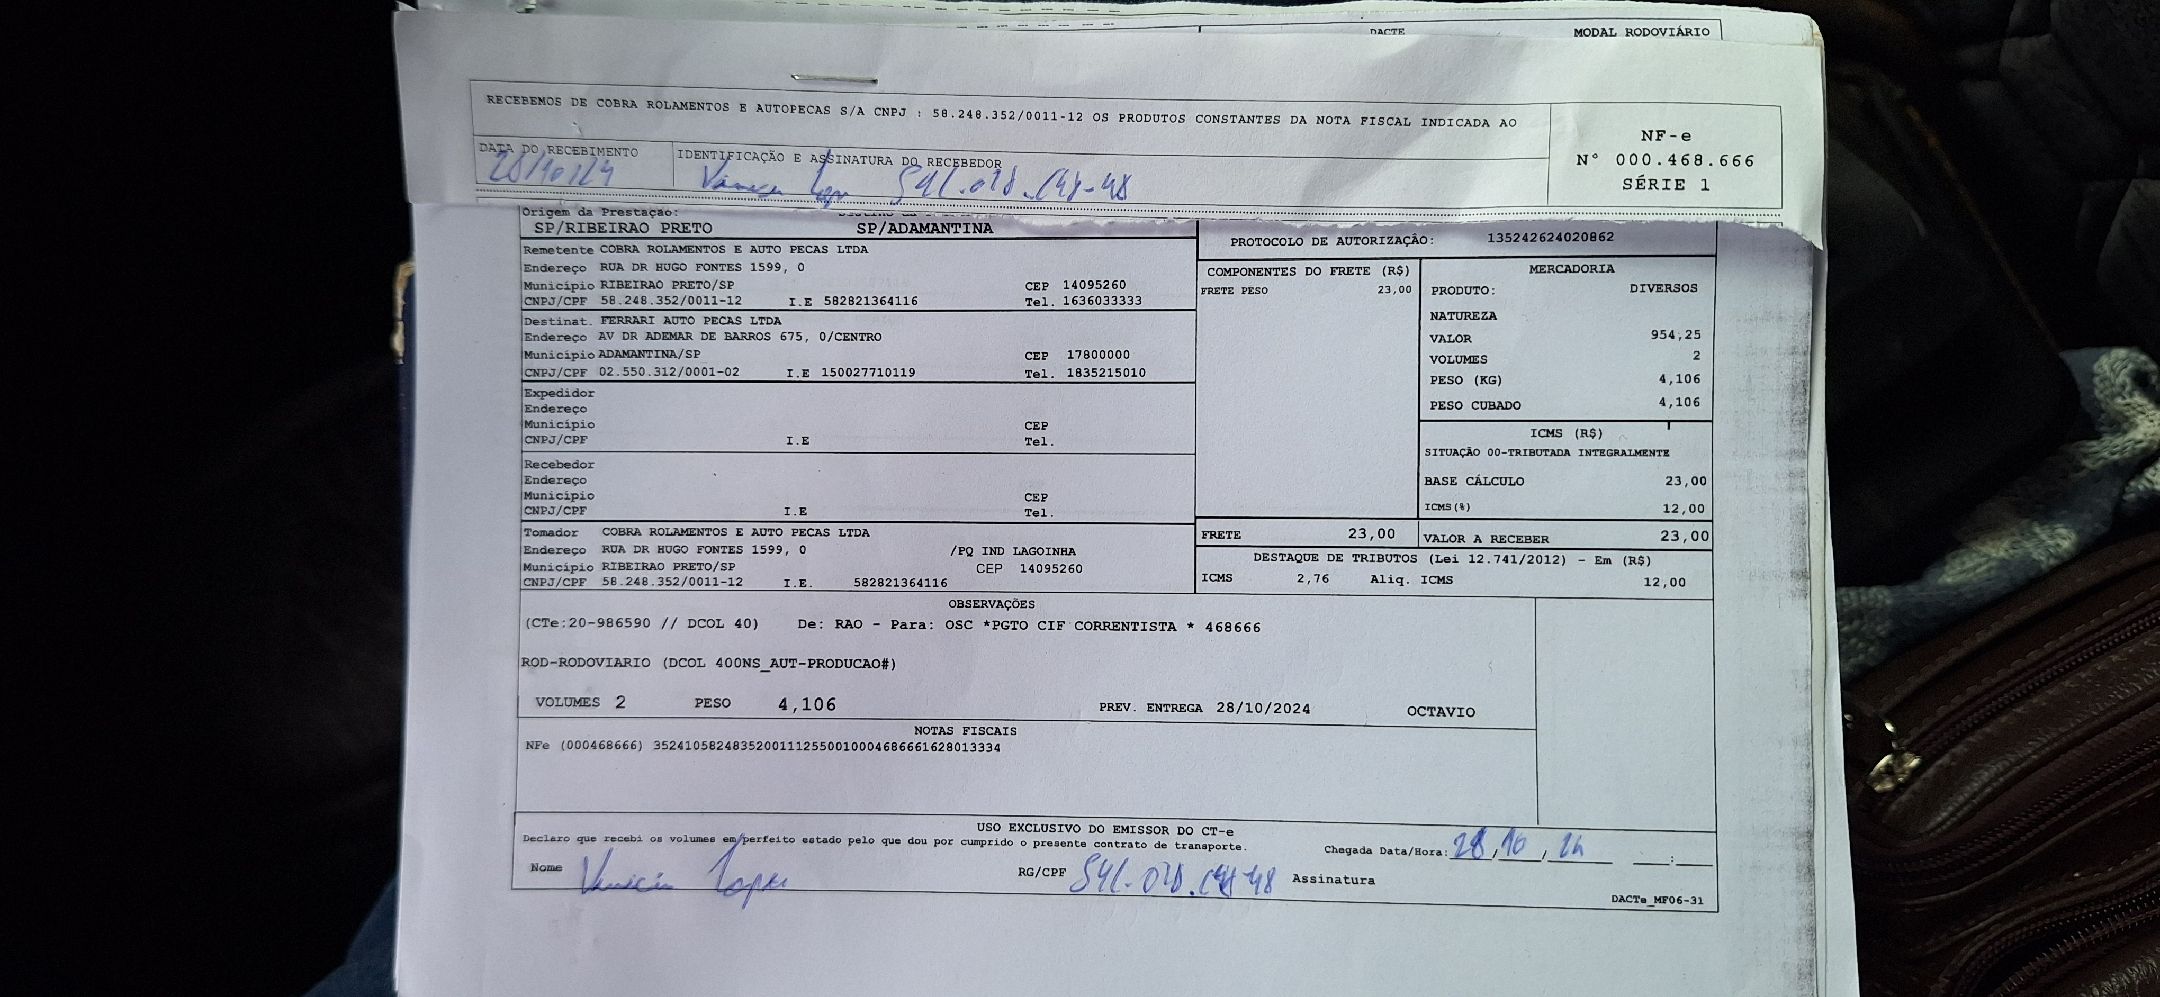 DACTE MODAL RODOVIÁRIO
RECEBEMOS DE COBRA ROLAMENTOS E AUTOPECAS S/A CNPJ : 58.248.352/0011-12 OS PRODUTOS CONSTANTES DA NOTA FISCAL INDICADA AO
NF-e
Nº 000.468.666
SÉRIE 1
DATA DO RECEBIMENTO IDENTIFICAÇÃO E ASSINATURA DO RECEBEDOR
28/10/24
Origem da Prestação:
SP/RIBEIRAO PRETO SP/ADAMANTINA
PROTOCOLO DE AUTORIZAÇÃO: 135242624020862
Remetente COBRA ROLAMENTOS E AUTO PECAS LTDA
Endereço RUA DR HUGO FONTES 1599, 0
Município RIBEIRAO PRETO/SP CEP 14095260
CNPJ/CPF 58.248.352/0011-12 I.E 582821364116 Tel. 1636033333
Destinat. FERRARI AUTO PECAS LTDA
Endereço AV DR ADEMAR DE BARROS 675, 0/CENTRO
Município ADAMANTINA/SP CEP 17800000
CNPJ/CPF 02.550.312/0001-02 I.E 150027710119 Tel. 1835215010
Expedidor
Endereço
Município CEP
CNPJ/CPF I.E Tel.
Recebedor
Endereço
Município CEP
CNPJ/CPF I.E Tel.
Tomador COBRA ROLAMENTOS E AUTO PECAS LTDA
Endereço RUA DR HUGO FONTES 1599, 0 /PQ IND LAGOINHA
Município RIBEIRAO PRETO/SP CEP 14095260
CNPJ/CPF 58.248.352/0011-12 I.E. 582821364116
COMPONENTES DO FRETE (R$)
FRETE PESO 23,00
MERCADORIA
PRODUTO: DIVERSOS
NATUREZA
VALOR 954,25
VOLUMES 2
PESO (KG) 4,106
PESO CUBADO 4,106
ICMS (R$)
SITUAÇÃO 00-TRIBUTADA INTEGRALMENTE
BASE CÁLCULO 23,00
ICMS(%) 12,00
FRETE 23,00 VALOR A RECEBER 23,00
DESTAQUE DE TRIBUTOS (Lei 12.741/2012) - Em (R$)
ICMS 2,76 Aliq. ICMS 12,00
OBSERVAÇÕES
(CTe:20-986590 // DCOL 40) De: RAO - Para: OSC *PGTO CIF CORRENTISTA * 468666
ROD-RODOVIARIO (DCOL 400NS_AUT-PRODUCAO#)
VOLUMES 2 PESO 4,106 PREV. ENTREGA 28/10/2024 OCTAVIO
NOTAS FISCAIS
NFe (000468666) 35241058248352001112550010004686661628013334
USO EXCLUSIVO DO EMISSOR DO CT-e
Declaro que recebi os volumes em perfeito estado pelo que dou por cumprido o presente contrato de transporte.
Chegada Data/Hora: 28,10,24 __:__
Nome RG/CPF Assinatura
DACTe_MF06-31